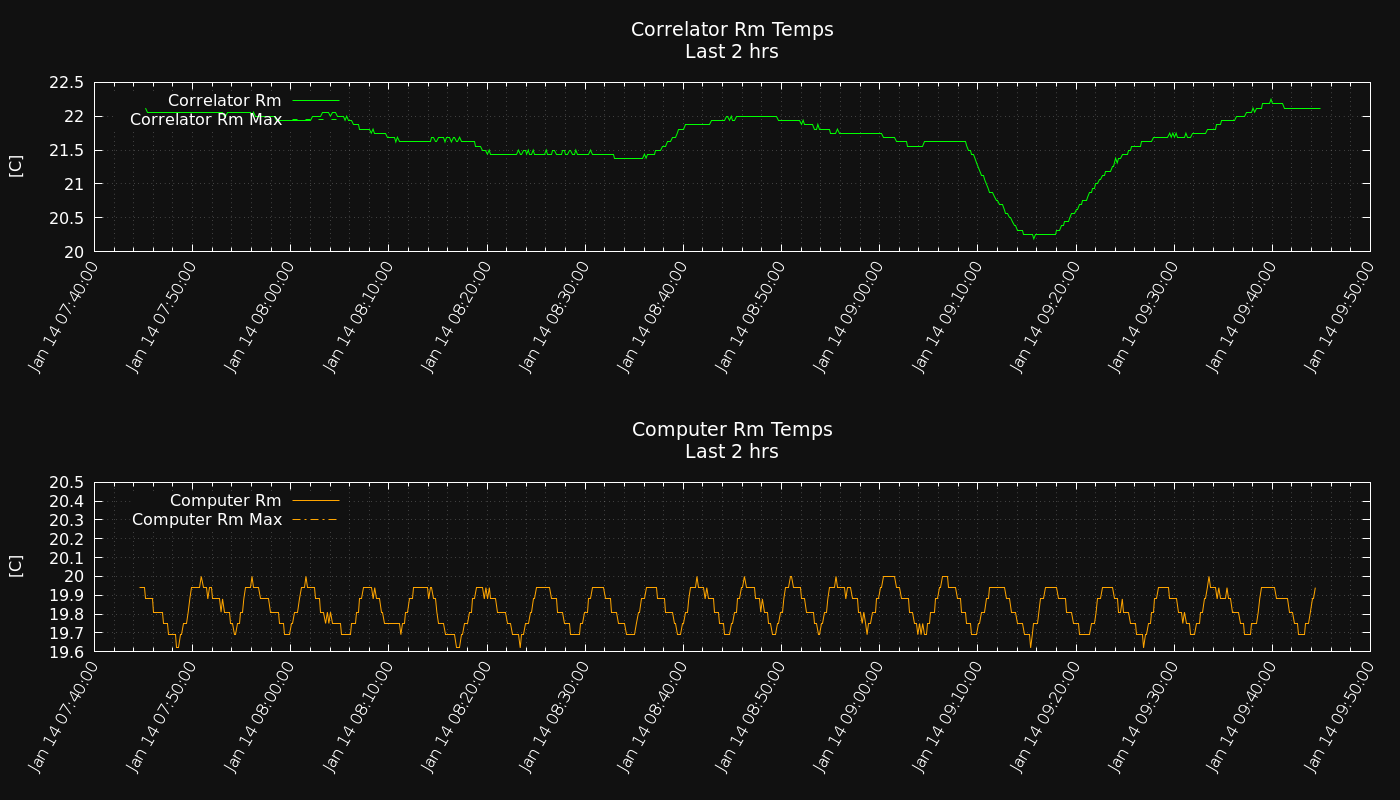 Correlator Rm Temps
Last 2 hrs
22.5
22
21.5
21
20.5
20
[C]
Correlator Rm
Correlator Rm Max
Jan 14 07:40:00
Jan 14 07:50:00
Jan 14 08:00:00
Jan 14 08:10:00
Jan 14 08:20:00
Jan 14 08:30:00
Jan 14 08:40:00
Jan 14 08:50:00
Jan 14 09:00:00
Jan 14 09:10:00
Jan 14 09:20:00
Jan 14 09:30:00
Jan 14 09:40:00
Jan 14 09:50:00
Computer Rm Temps
Last 2 hrs
20.5
20.4
20.3
20.2
20.1
20
19.9
19.8
19.7
19.6
[C]
Computer Rm
Computer Rm Max
Jan 14 07:40:00
Jan 14 07:50:00
Jan 14 08:00:00
Jan 14 08:10:00
Jan 14 08:20:00
Jan 14 08:30:00
Jan 14 08:40:00
Jan 14 08:50:00
Jan 14 09:00:00
Jan 14 09:10:00
Jan 14 09:20:00
Jan 14 09:30:00
Jan 14 09:40:00
Jan 14 09:50:00